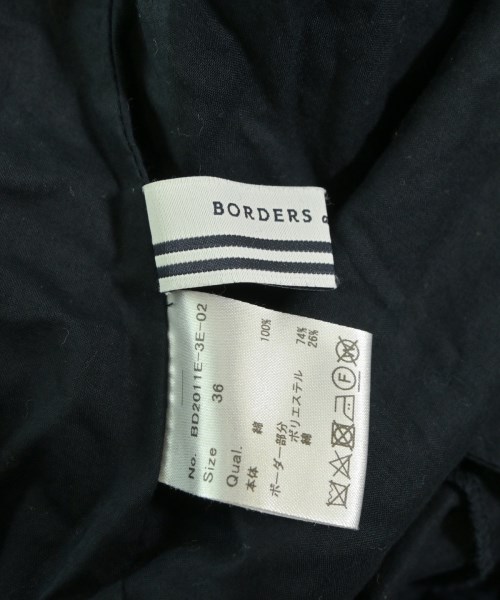 BORDERS
No. BD2011E-3E-02
Size 36
Qual.
本体 綿 100%
ボーダー部分
ポリエステル 74%
綿 26%